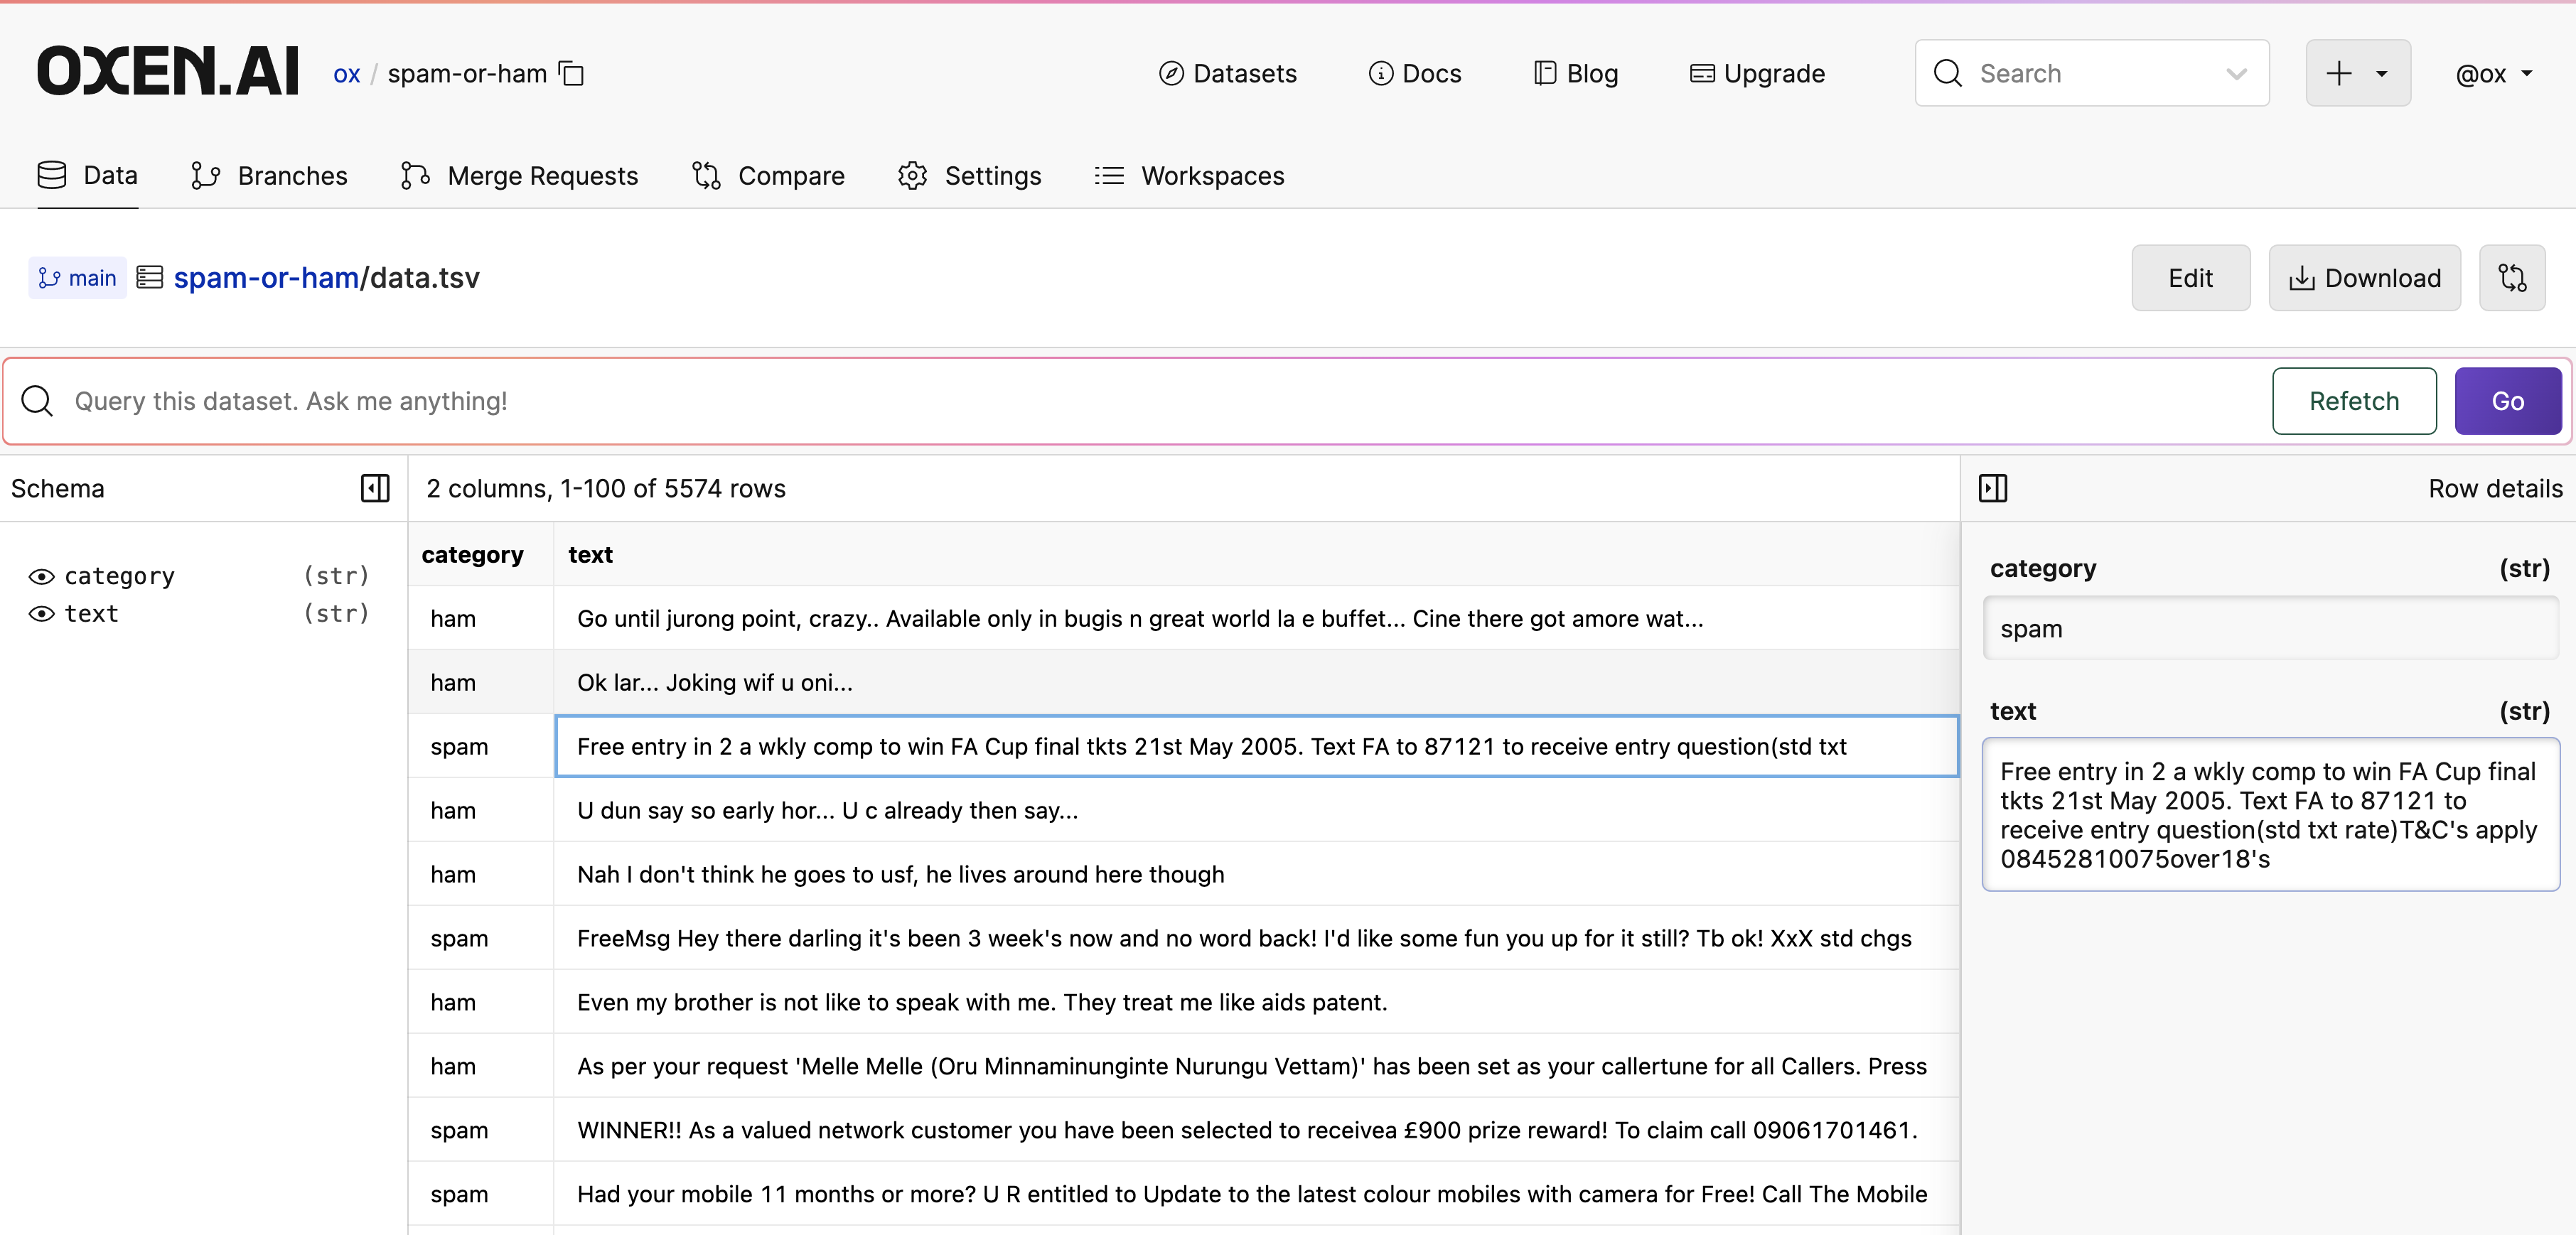 OXEN.AI ox / spam-or-ham Datasets Docs Blog Upgrade Search @ox
Data Branches Merge Requests Compare Settings Workspaces
main spam-or-ham/data.tsv Edit Download
Query this dataset. Ask me anything! Refetch Go
Schema
category (str)
text (str)
2 columns, 1-100 of 5574 rows
category text
ham Go until jurong point, crazy.. Available only in bugis n great world la e buffet... Cine there got amore wat...
ham Ok lar... Joking wif u oni...
spam Free entry in 2 a wkly comp to win FA Cup final tkts 21st May 2005. Text FA to 87121 to receive entry question(std txt
ham U dun say so early hor... U c already then say...
ham Nah I don't think he goes to usf, he lives around here though
spam FreeMsg Hey there darling it's been 3 week's now and no word back! I'd like some fun you up for it still? Tb ok! XxX std chgs
ham Even my brother is not like to speak with me. They treat me like aids patent.
ham As per your request 'Melle Melle (Oru Minnaminunginte Nurungu Vettam)' has been set as your callertune for all Callers. Press
spam WINNER!! As a valued network customer you have been selected to receivea £900 prize reward! To claim call 09061701461.
spam Had your mobile 11 months or more? U R entitled to Update to the latest colour mobiles with camera for Free! Call The Mobile
Row details
category (str)
spam
text (str)
Free entry in 2 a wkly comp to win FA Cup final
tkts 21st May 2005. Text FA to 87121 to
receive entry question(std txt rate)T&C's apply
08452810075over18's